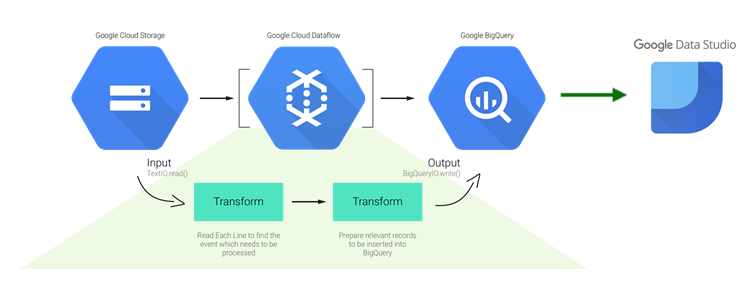 Google Cloud Storage
Google Cloud Dataflow
Google BigQuery
Google Data Studio
Input
TextIO.read()
Output
BigQueryIO.write()
Transform
Transform
Read Each Line to find the
event which needs to be
processed
Prepare relevant records
to be inserted into
BigQuery